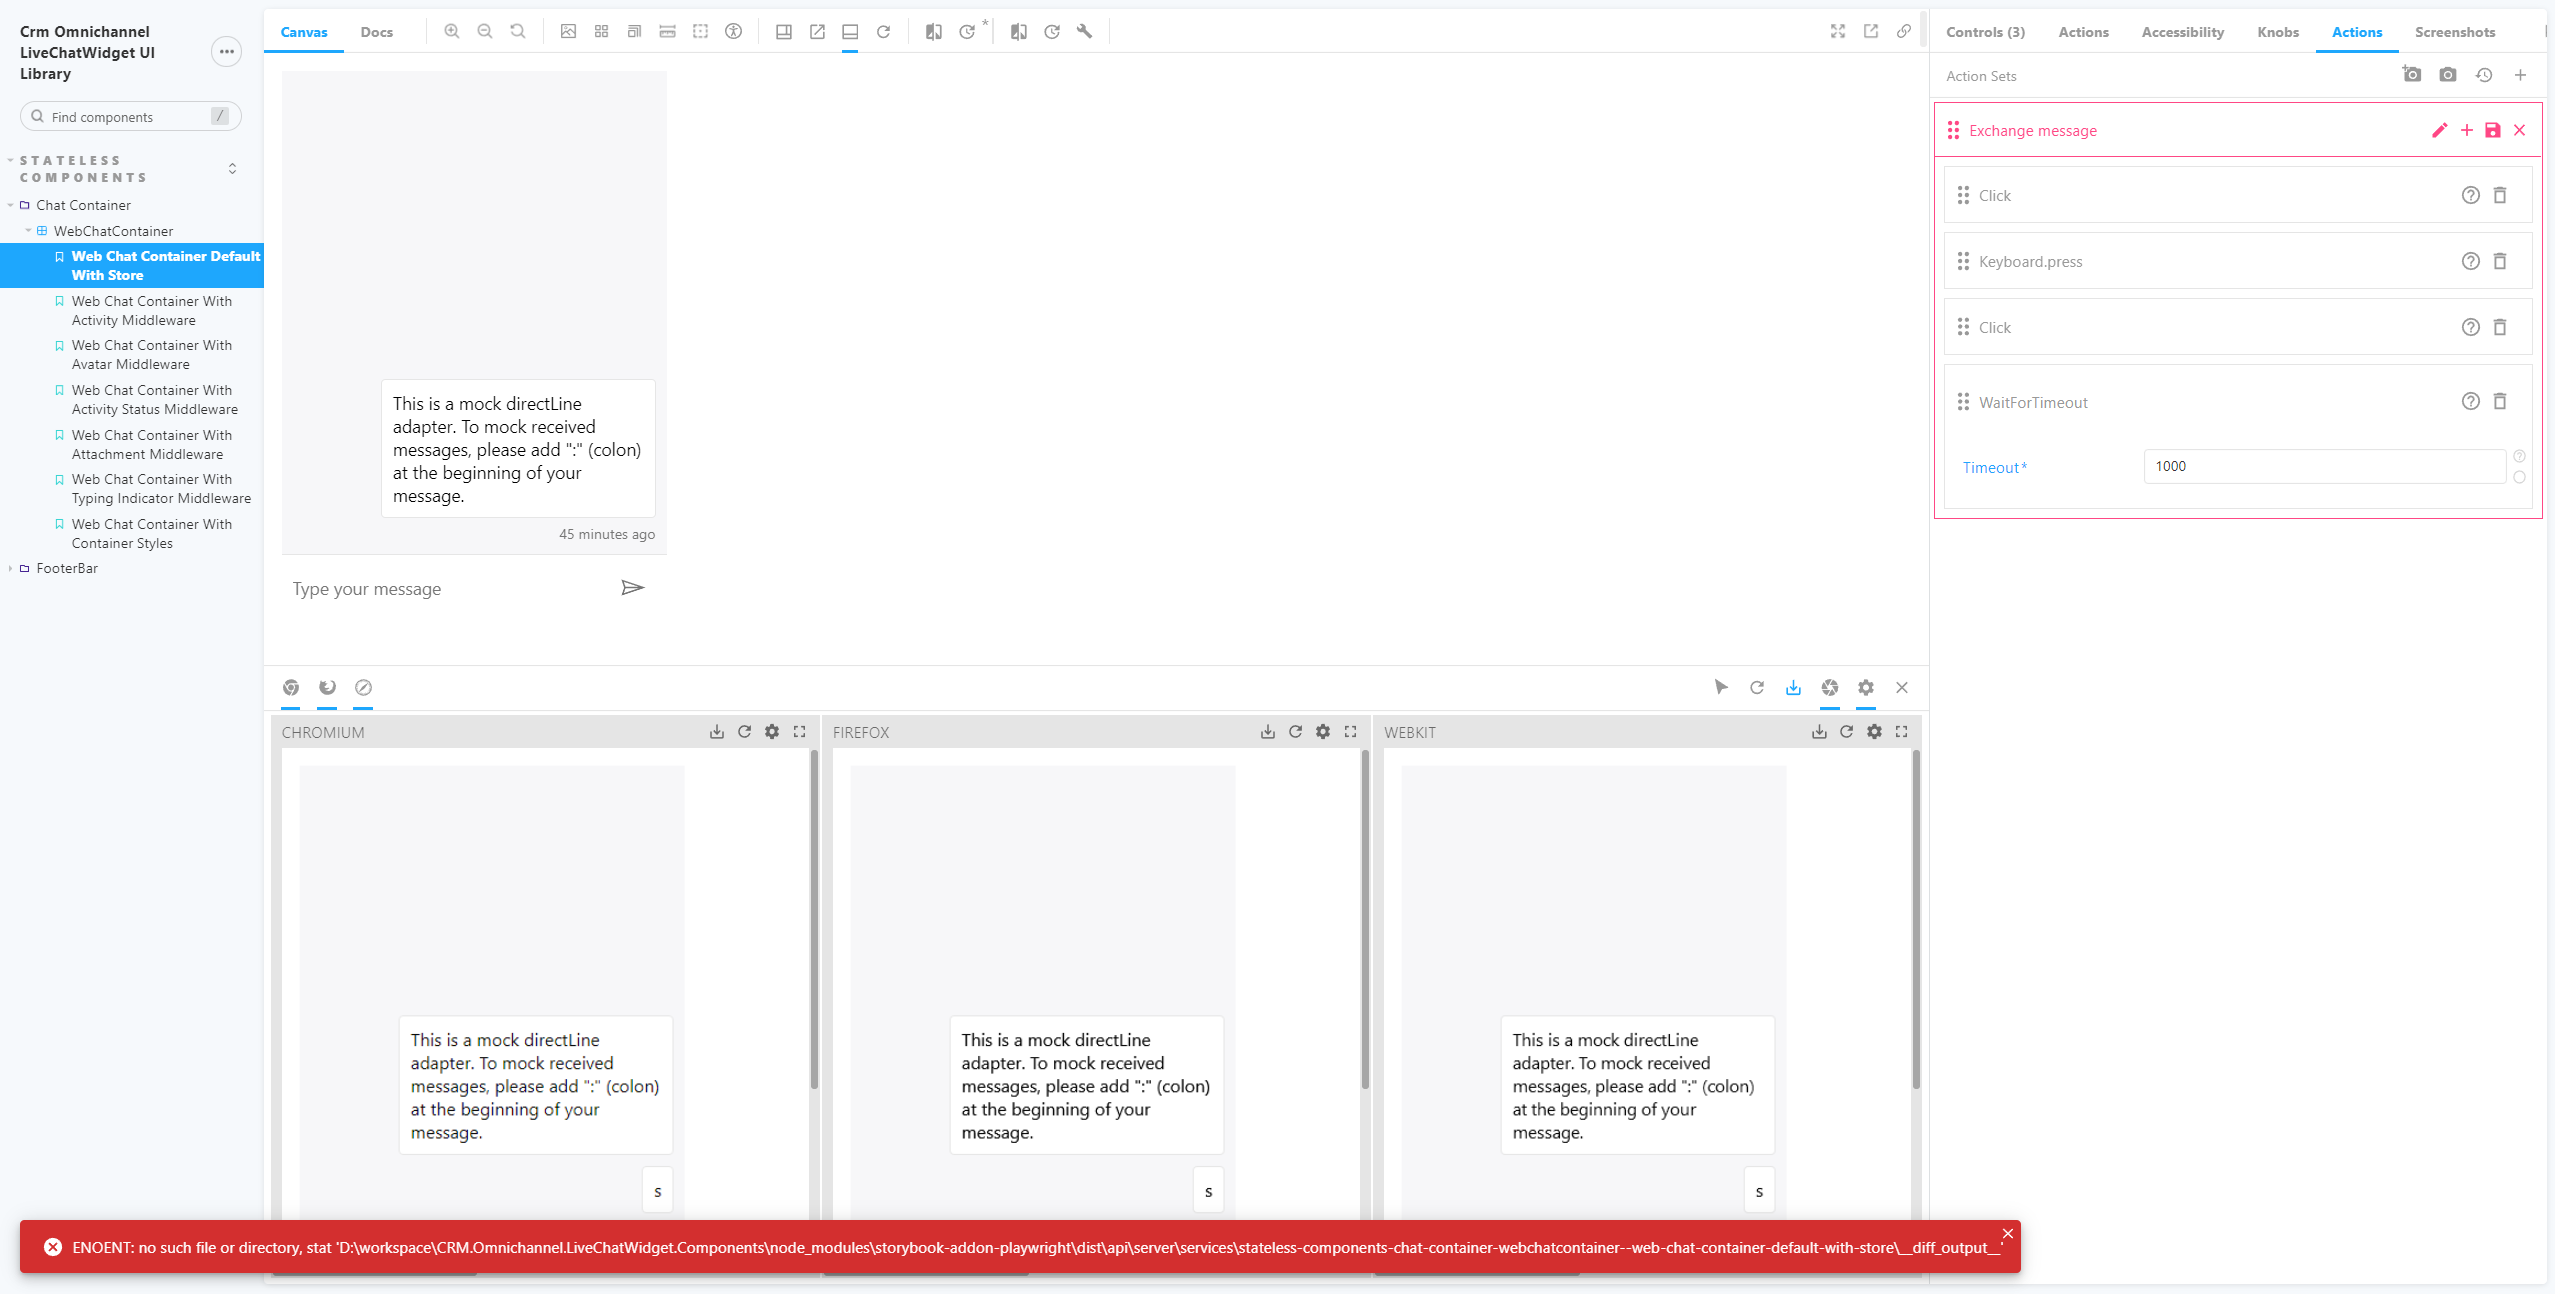 Crm Omnichannel
LiveChatWidget UI
Library
Find components
/
STATELESS
COMPONENTS
Chat Container
WebChatContainer
Web Chat Container Default
With Store
Web Chat Container With
Activity Middleware
Web Chat Container With
Avatar Middleware
Web Chat Container With
Activity Status Middleware
Web Chat Container With
Attachment Middleware
Web Chat Container With
Typing Indicator Middleware
Web Chat Container With
Container Styles
FooterBar
Canvas Docs
*
This is a mock directLine
adapter. To mock received
messages, please add ":" (colon)
at the beginning of your
message.
45 minutes ago
Type your message
CHROMIUM
This is a mock directLine
adapter. To mock received
messages, please add ":" (colon)
at the beginning of your
message.
s
FIREFOX
This is a mock directLine
adapter. To mock received
messages, please add ":" (colon)
at the beginning of your
message.
s
WEBKIT
This is a mock directLine
adapter. To mock received
messages, please add ":" (colon)
at the beginning of your
message.
s
Controls (3) Actions Accessibility Knobs Actions Screenshots
Action Sets
Exchange message
Click
Keyboard.press
Click
WaitForTimeout
Timeout* 1000
ENOENT: no such file or directory, stat 'D:\workspace\CRM.Omnichannel.LiveChatWidget.Components\node_modules\storybook-addon-playwright\dist\api\server\services\stateless-components-chat-container-webchatcontainer--web-chat-container-default-with-store\__diff_output__'